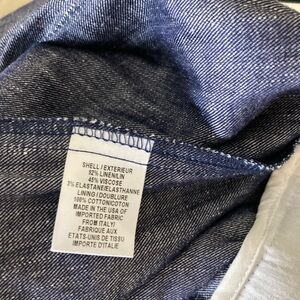 SHELL / EXTERIEUR
52% LINEN/LIN
45% VISCOSE
3% ELASTANE/ELASTHANNE
LINING / DOUBLURE
100% COTTON/COTON
MADE IN THE USA OF
IMPORTED FABRIC
FROM ITALY/
FABRIQUE AUX
ETATS-UNIS DE TISSU
IMPORTE D'ITALIE